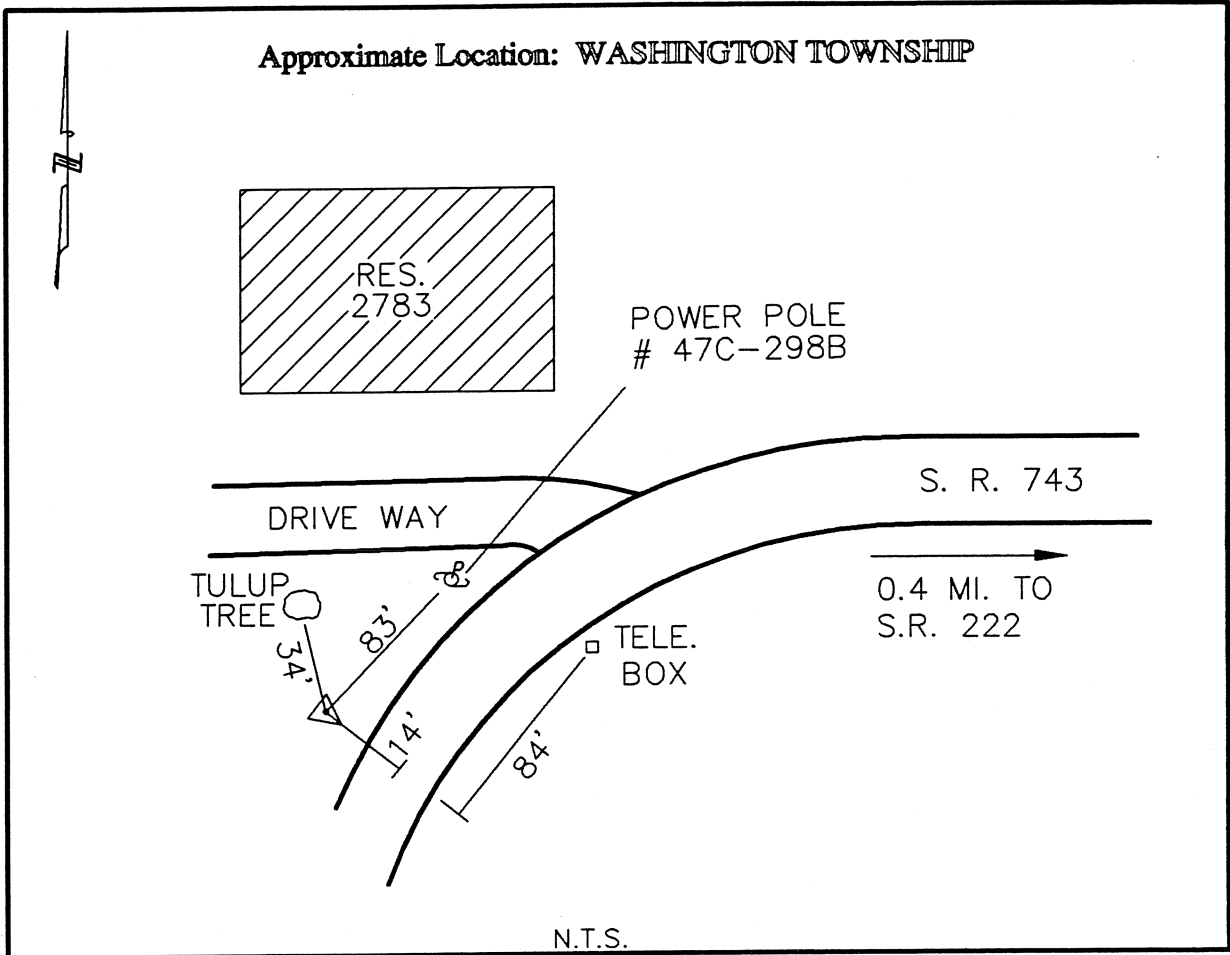 Approximate Location: WASHINGTON TOWNSHIP
N
RES.
2783
POWER POLE
# 47C-298B
S. R. 743
DRIVE WAY
0.4 MI. TO
S.R. 222
TULUP
TREE
83'
34'
TELE.
BOX
14'
84'
N.T.S.